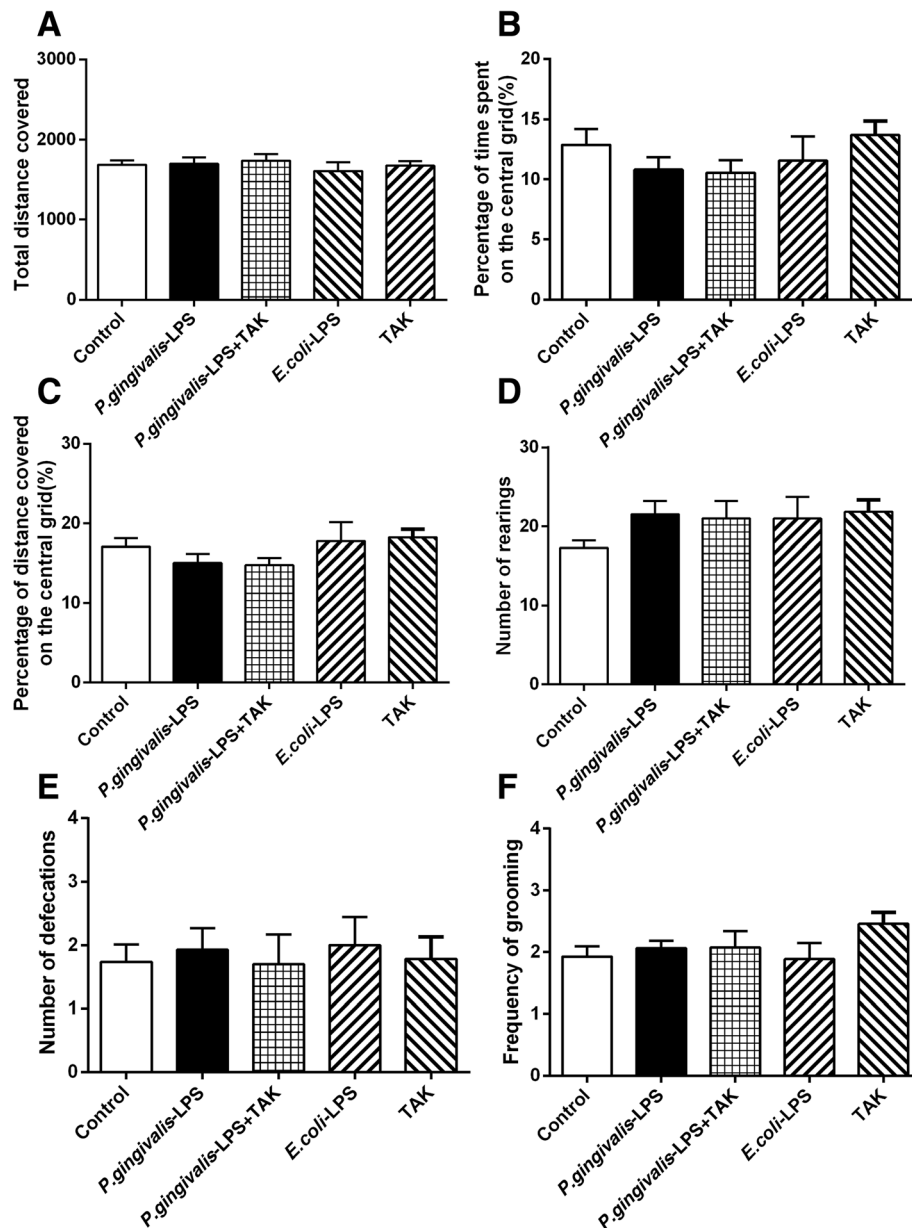 A
Total distance covered
3000
2000
1000
0
Control
P.gingivalis-LPS
P.gingivalis-LPS+TAK
E.coli-LPS
TAK
B
Percentage of time spent
on the central grid(%)
20
15
10
5
0
Control
P.gingivalis-LPS
P.gingivalis-LPS+TAK
E.coli-LPS
TAK
C
Percentage of distance covered
on the central grid(%)
30
20
10
0
Control
P.gingivalis-LPS
P.gingivalis-LPS+TAK
E.coli-LPS
TAK
D
Number of rearings
30
20
10
0
Control
P.gingivalis-LPS
P.gingivalis-LPS+TAK
E.coli-LPS
TAK
E
Number of defecations
4
3
2
1
0
Control
P.gingivalis-LPS
P.gingivalis-LPS+TAK
E.coli-LPS
TAK
F
Frequency of grooming
4
3
2
1
0
Control
P.gingivalis-LPS
P.gingivalis-LPS+TAK
E.coli-LPS
TAK